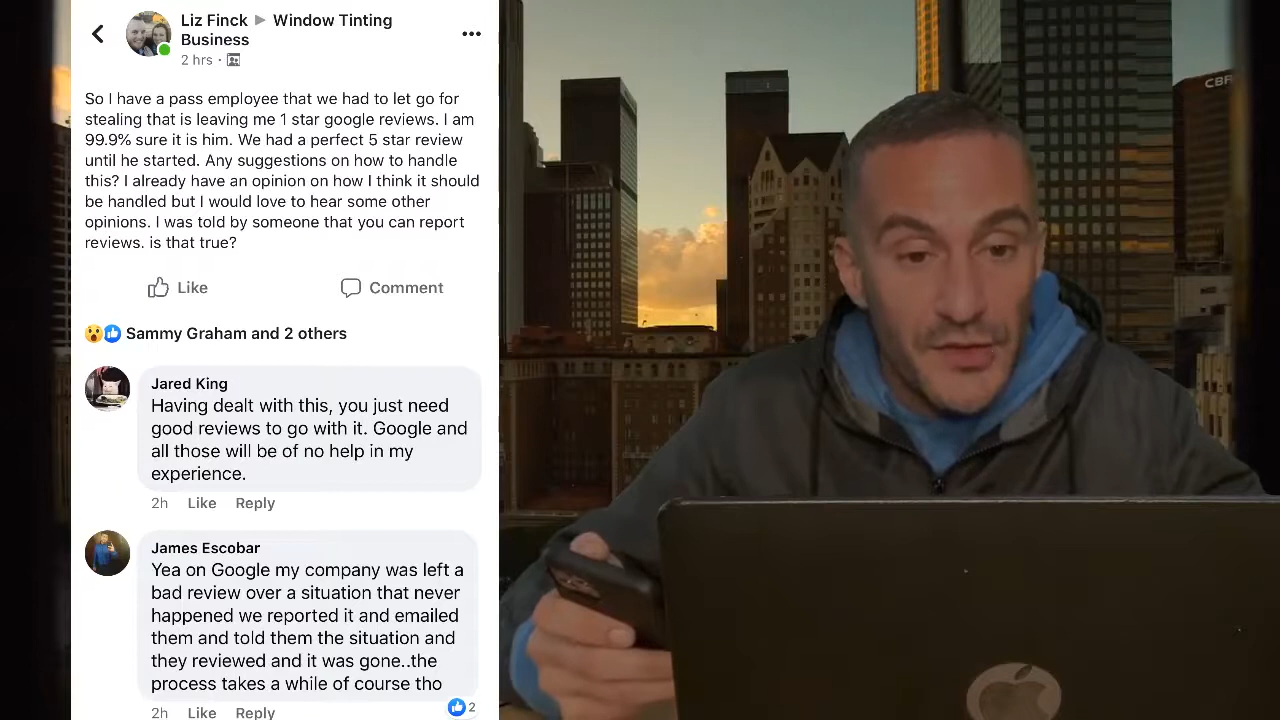 Liz Finck ▶ Window Tinting
Business
2 hrs ·
So I have a pass employee that we had to let go for
stealing that is leaving me 1 star google reviews. I am
99.9% sure it is him. We had a perfect 5 star review
until he started. Any suggestions on how to handle
this? I already have an opinion on how I think it should
be handled but I would love to hear some other
opinions. I was told by someone that you can report
reviews. is that true?
Like Comment
Sammy Graham and 2 others
Jared King
Having dealt with this, you just need
good reviews to go with it. Google and
all those will be of no help in my
experience.
2h Like Reply
James Escobar
Yea on Google my company was left a
bad review over a situation that never
happened we reported it and emailed
them and told them the situation and
they reviewed and it was gone..the
process takes a while of course tho
2h Like Reply 2